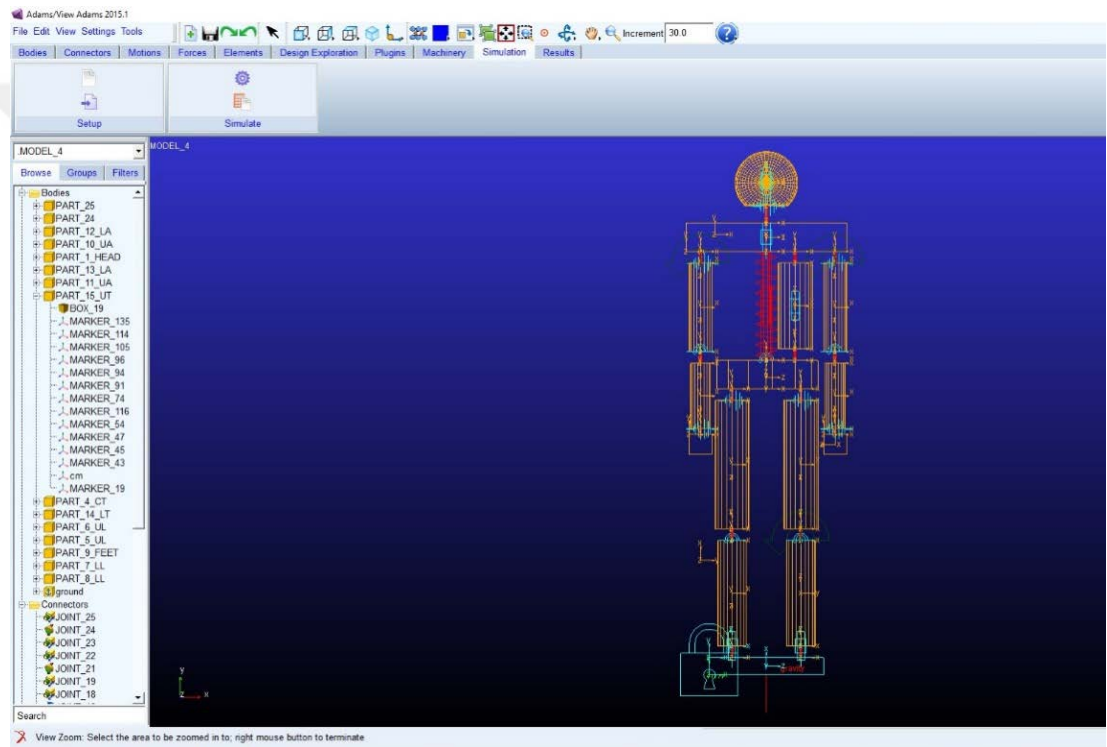 Adams/View Adams 2015.1
File Edit View Settings Tools
Increment 30.0
Bodies Connectors Motions Forces Elements Design Exploration Plugins Machinery Simulation Results
Setup Simulate
.MODEL_4
MODEL_4
Browse Groups Filters
Bodies
PART_25
PART_24
PART_12_LA
PART_10_UA
PART_1_HEAD
PART_13_LA
PART_11_UA
PART_15_UT
BOX_19
MARKER_135
MARKER_114
MARKER_105
MARKER_96
MARKER_94
MARKER_91
MARKER_74
MARKER_116
MARKER_54
MARKER_47
MARKER_45
MARKER_43
cm
MARKER_19
PART_4_CT
PART_14_LT
PART_6_UL
PART_5_UL
PART_9_FEET
PART_7_LL
PART_8_LL
ground
Connectors
JOINT_25
JOINT_24
JOINT_23
JOINT_22
JOINT_21
JOINT_19
JOINT_18
y
z x
Search
View Zoom: Select the area to be zoomed in to; right mouse button to terminate